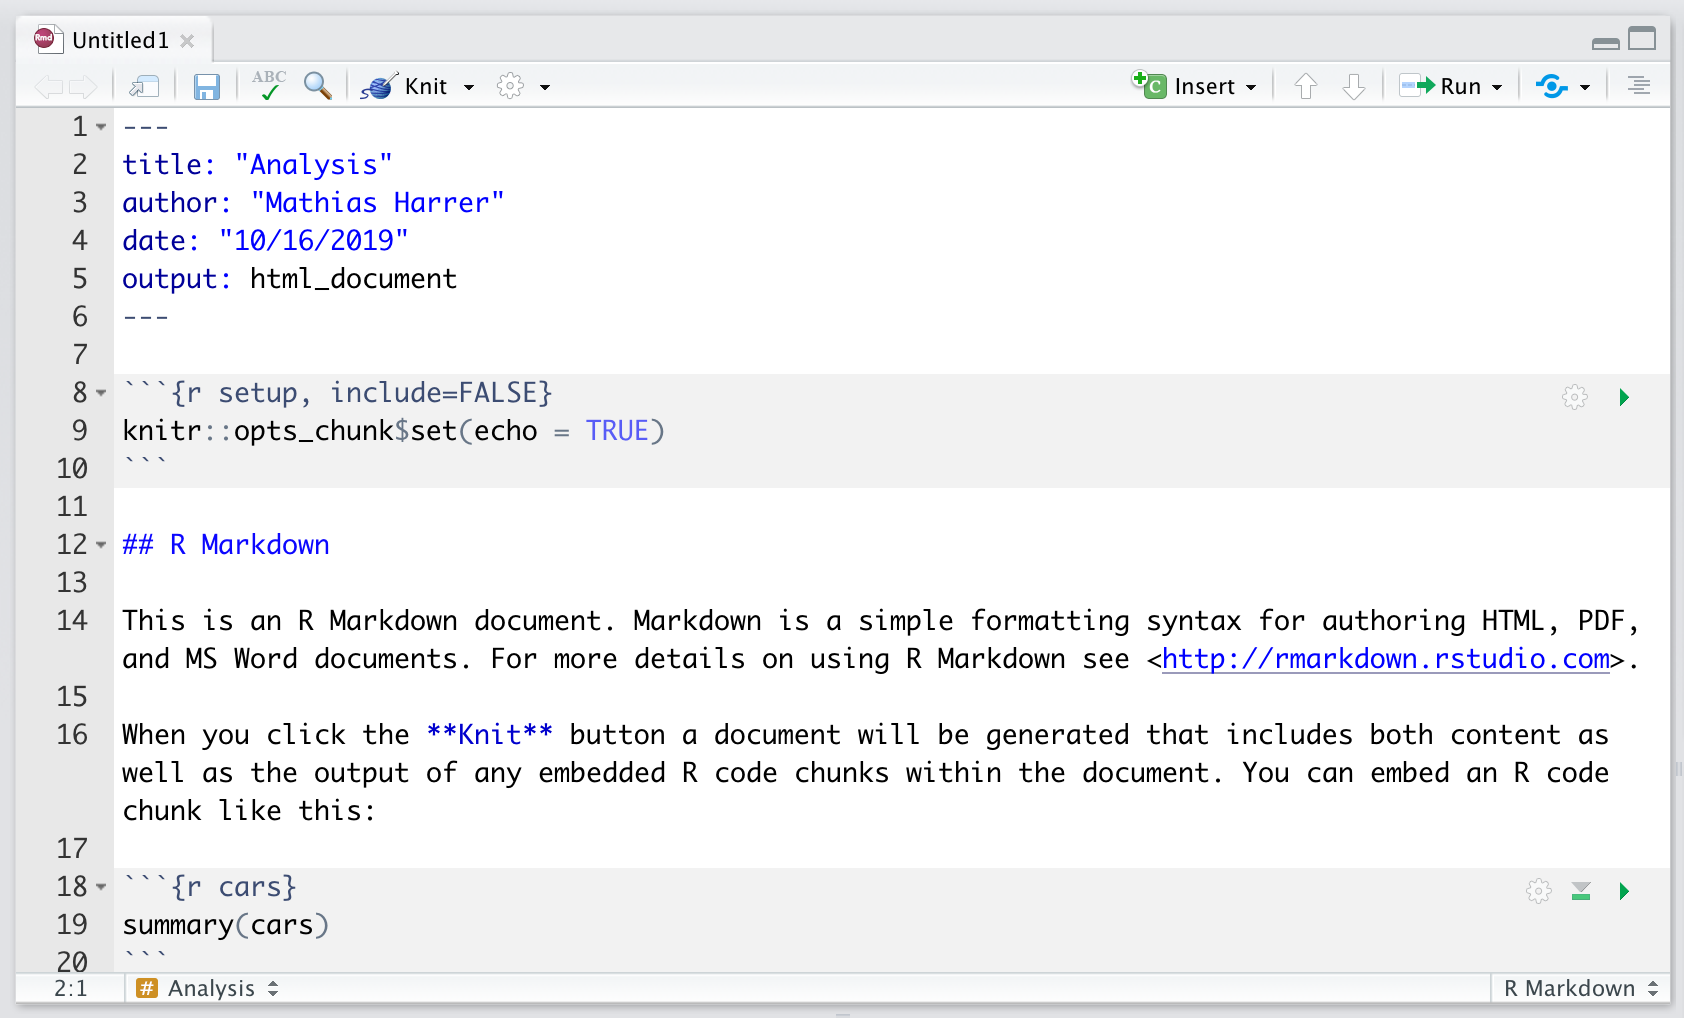 Untitled1
ABC Knit Insert Run
1 ---
2 title: "Analysis"
3 author: "Mathias Harrer"
4 date: "10/16/2019"
5 output: html_document
6 ---
7
8 ```{r setup, include=FALSE}
9 knitr::opts_chunk$set(echo = TRUE)
10 ```
11
12 ## R Markdown
13
14 This is an R Markdown document. Markdown is a simple formatting syntax for authoring HTML, PDF,
and MS Word documents. For more details on using R Markdown see <http://rmarkdown.rstudio.com>.
15
16 When you click the **Knit** button a document will be generated that includes both content as
well as the output of any embedded R code chunks within the document. You can embed an R code
chunk like this:
17
18 ```{r cars}
19 summary(cars)
20 ```
2:1 # Analysis R Markdown